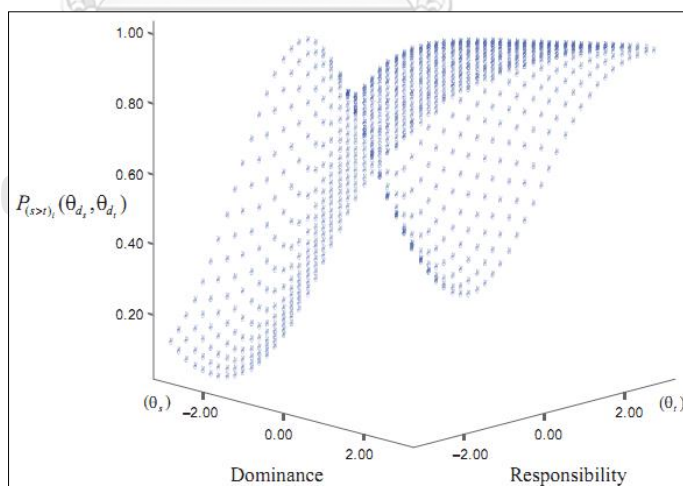 1.00
0.80
0.60
P(s>t)i(θds,θdt)
0.40
0.20
(θs) −2.00 0.00 2.00
−2.00 0.00 2.00 (θt)
Dominance Responsibility